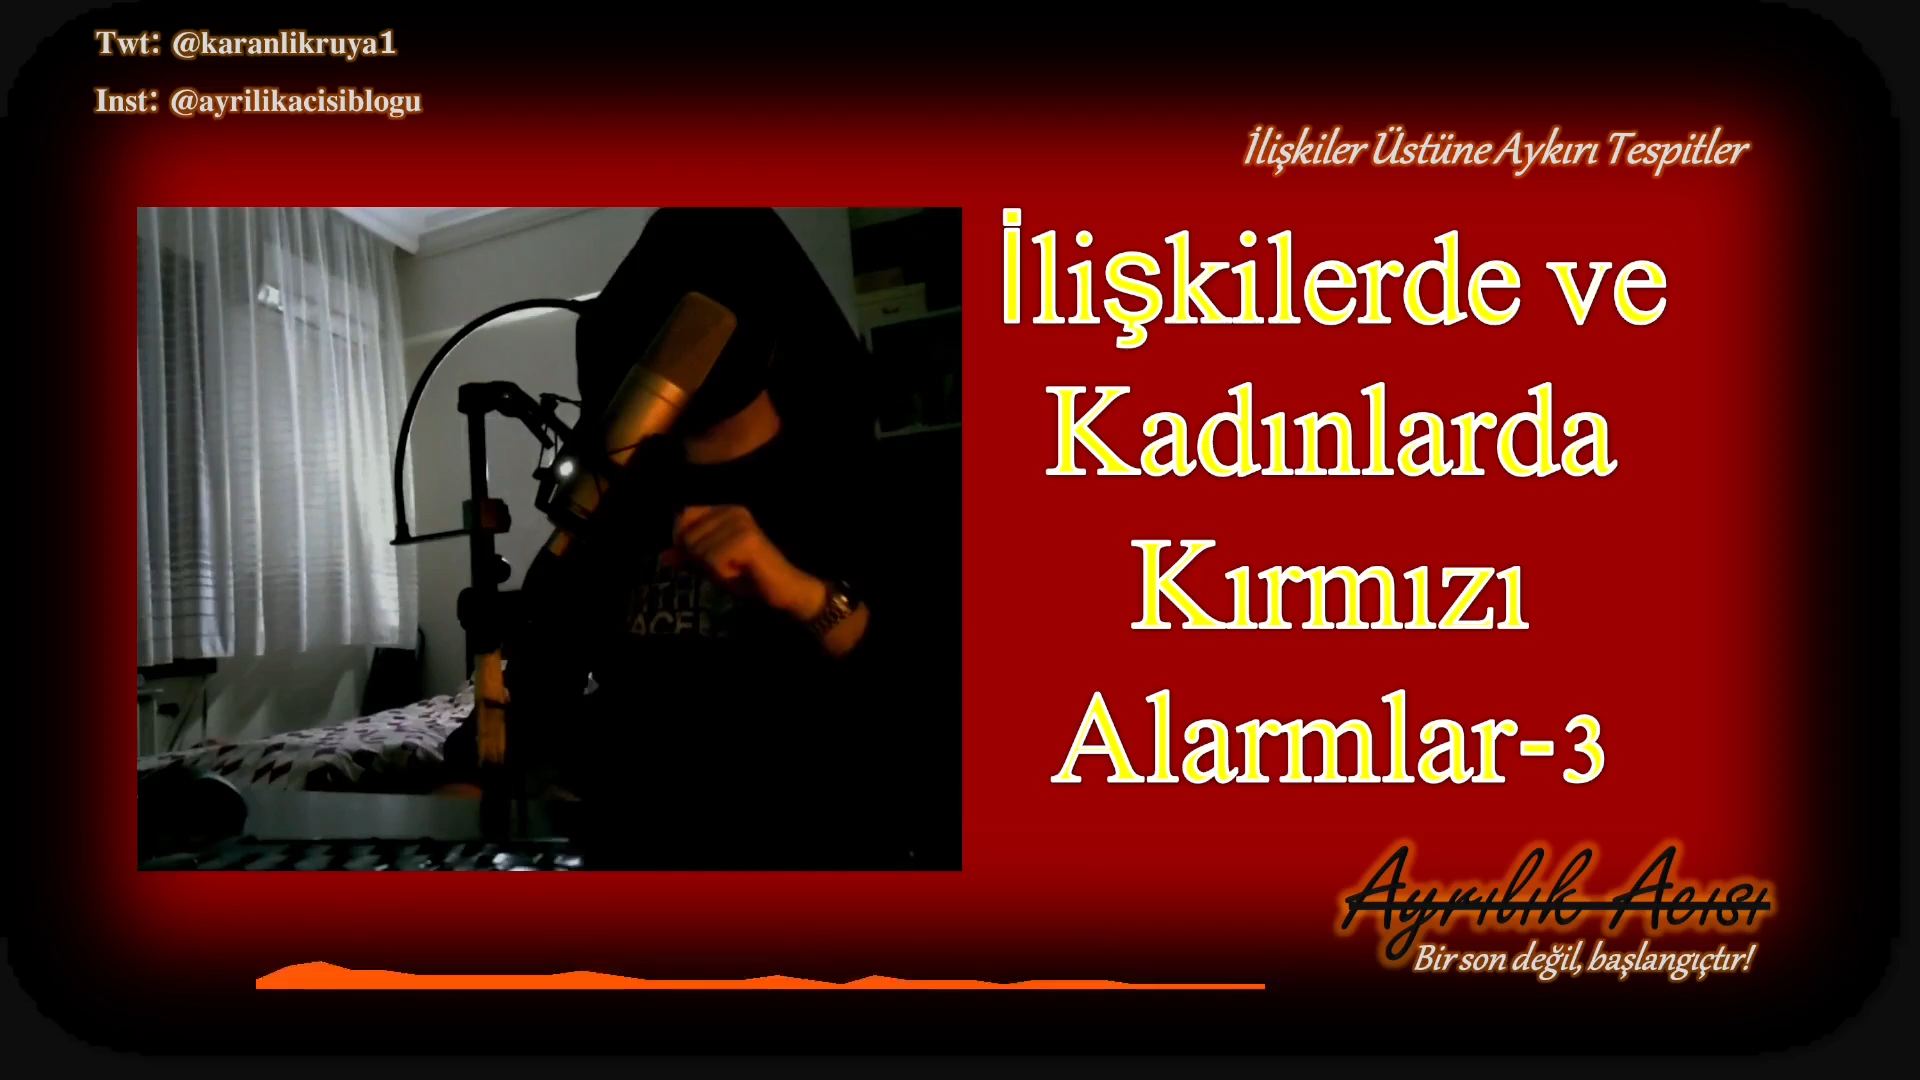 Twt: @karanlikruya1
Inst: @ayrilikacisiblogu
İlişkiler Üstüne Aykırı Tespitler
İlişkilerde ve
Kadınlarda
Kırmızı
Alarmlar-3
Ayrılık Acısı
Bir son değil, başlangıçtır!